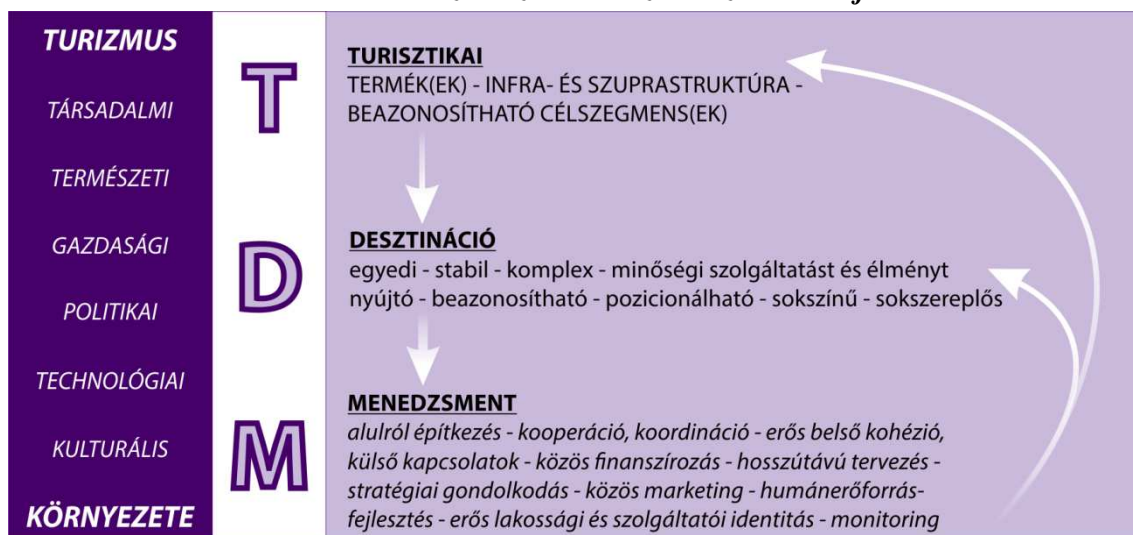 TURIZMUS
TÁRSADALMI
TERMÉSZETI
GAZDASÁGI
POLITIKAI
TECHNOLÓGIAI
KULTURÁLIS
KÖRNYEZETE
T
TURISZTIKAI
TERMÉK(EK) - INFRA- ÉS SZUPRASTRUKTÚRA -
BEAZONOSÍTHATÓ CÉLSZEGMENS(EK)
D
DESZTINÁCIÓ
egyedi - stabil - komplex - minőségi szolgáltatást és élményt
nyújtó - beazonosítható - pozicionálható - sokszínű - sokszereplős
M
MENEDZSMENT
alulról építkezés - kooperáció, koordináció - erős belső kohézió,
külső kapcsolatok - közös finanszírozás - hosszútávú tervezés -
stratégiai gondolkodás - közös marketing - humánerőforrás-
fejlesztés - erős lakossági és szolgáltatói identitás - monitoring